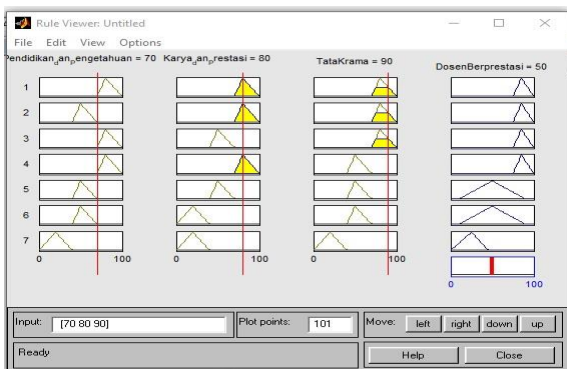 Rule Viewer: Untitled
File Edit View Options
Pendidikan_dan_pengetahuan = 70 Karya_dan_prestasi = 80 TataKrama = 90 DosenBerprestasi = 50
1
2
3
4
5
6
7
0 100 0 100 0 100
0 100
Input: [70 80 90] Plot points: 101 Move: left right down up
Ready Help Close